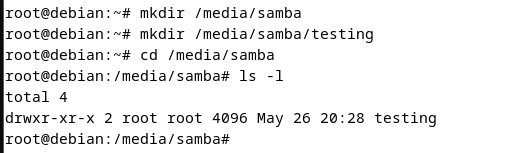 root@debian:~# mkdir /media/samba
root@debian:~# mkdir /media/samba/testing
root@debian:~# cd /media/samba
root@debian:/media/samba# ls -l
total 4
drwxr-xr-x 2 root root 4096 May 26 20:28 testing
root@debian:/media/samba#